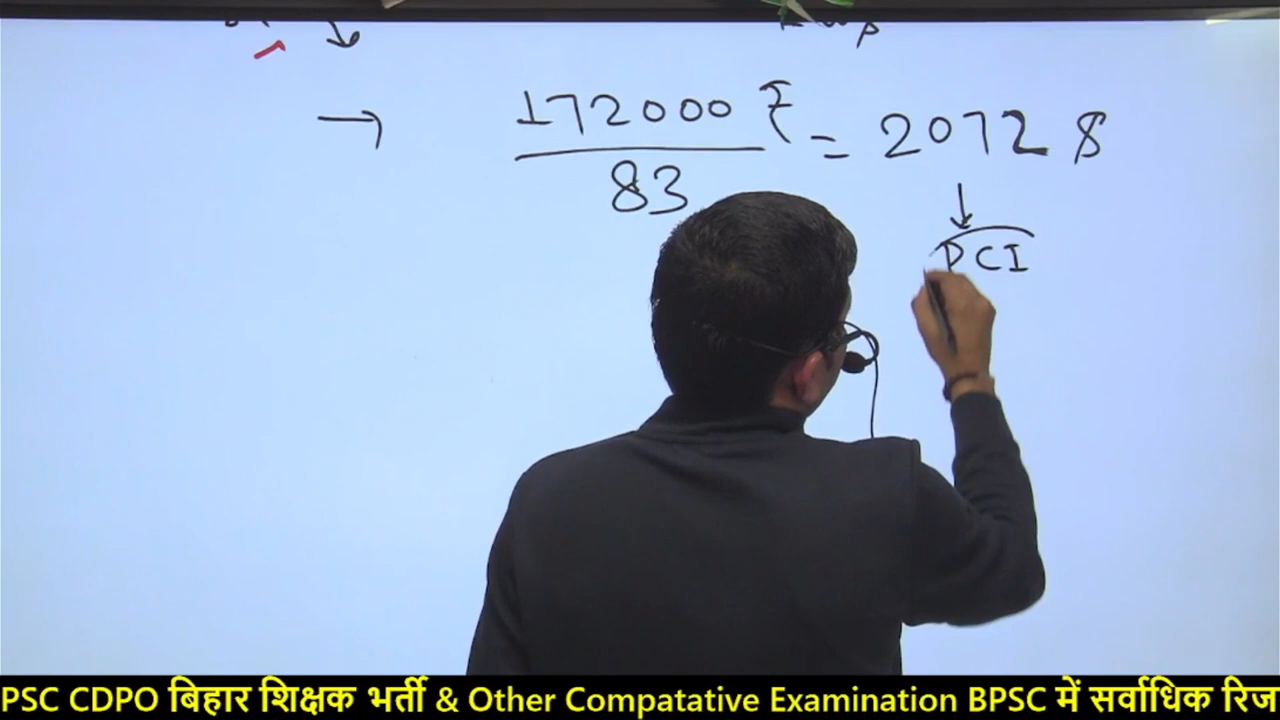 → 172000 ₹ = 2072 $
83
↓
PCI
PSC CDPO बिहार शिक्षक भर्ती & Other Compatative Examination BPSC में सर्वाधिक रिज